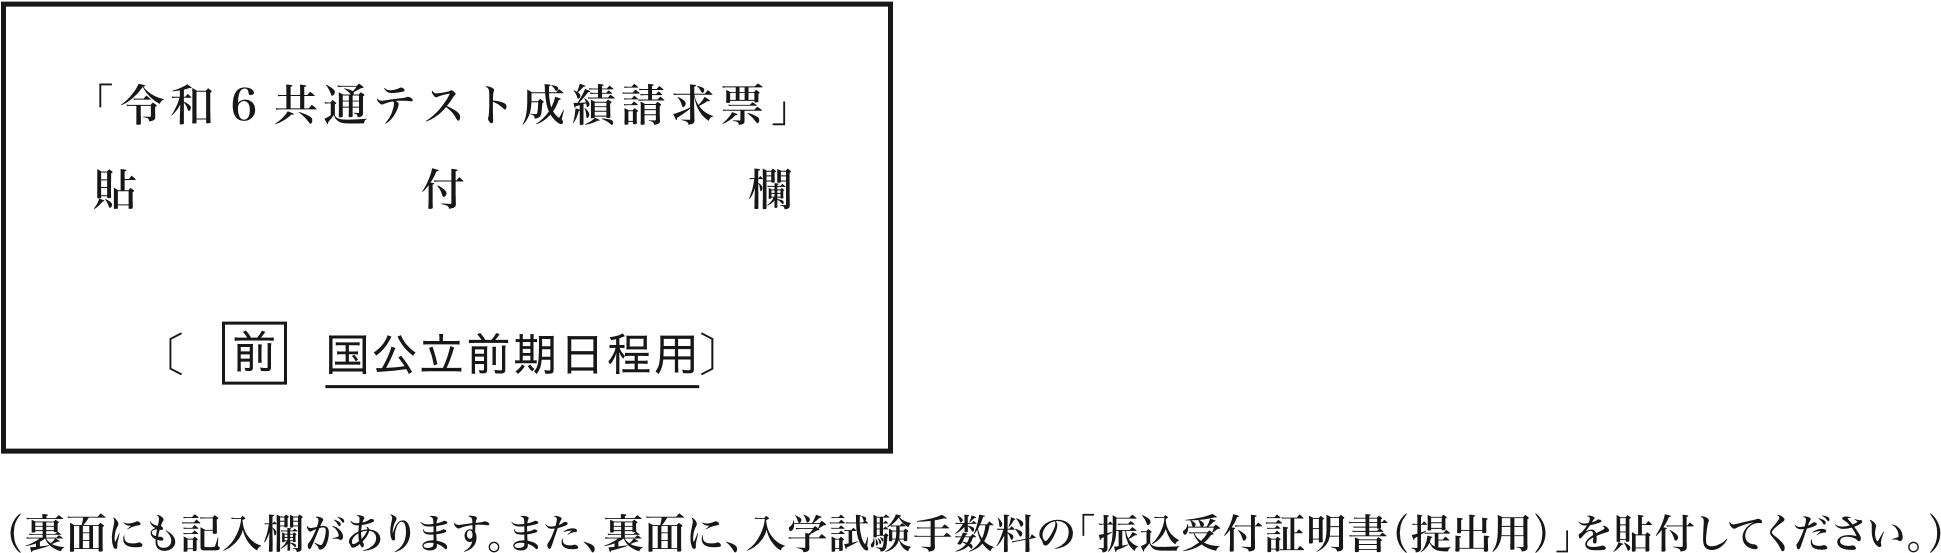 「令和6共通テスト成績請求票」
貼付欄
〔 前 国公立前期日程用〕
(裏面にも記入欄があります。また、裏面に、入学試験手数料の「振込受付証明書(提出用)」を貼付してください。)